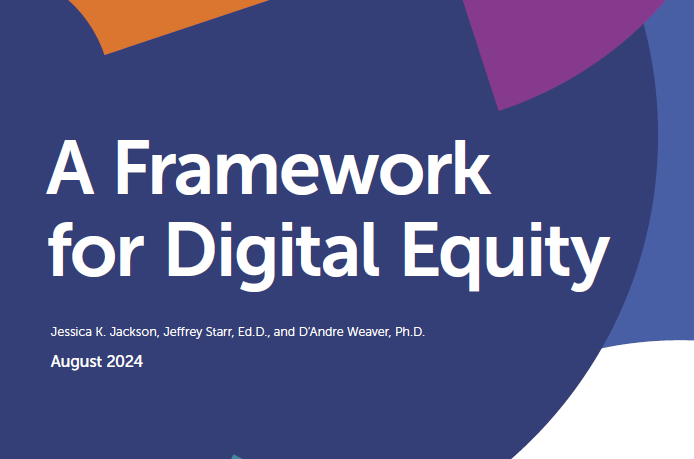 A Framework
for Digital Equity
Jessica K. Jackson, Jeffrey Starr, Ed.D., and D'Andre Weaver, Ph.D.
August 2024